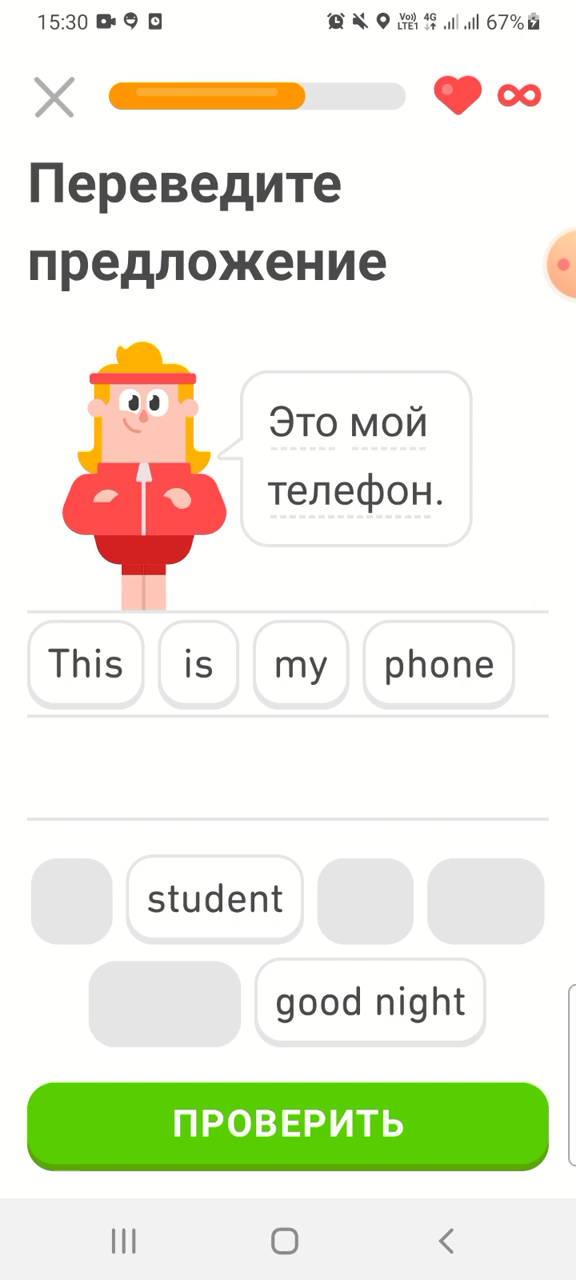 15:30 Vo)) LTE1 4G 67%
Переведите
предложение
Это мой
телефон.
This is my phone
student
good night
ПРОВЕРИТЬ